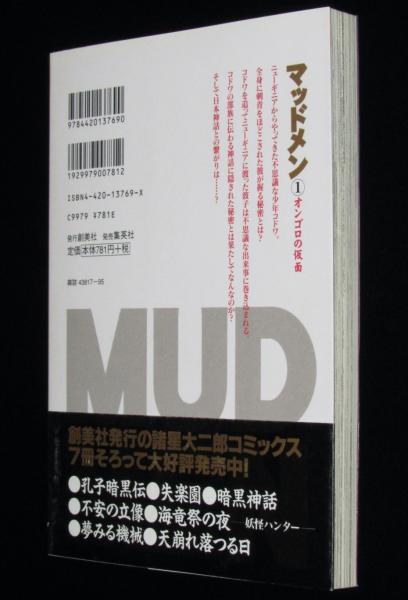 マッドメン①オンゴロの仮面
ニューギニアからやってきた不思議な少年コドワ。
全身に刺青をほどこされた彼が握る秘密とは？
コドワを追ってニューギニアに渡った波子は不思議な出来事に巻き込まれる。
コドワの部族に伝わる神話に隠された秘密とは果たしてなんなのか？
そして日本神話との繋がりは……？
9784420137690
1929979007812
ISBN4-420-13769-X
C9979 ¥781E
発行 創美社 発売 集英社
定価 本体781円+税
雑誌 43817-95
MUD
創美社発行の諸星大二郎コミックス
7冊そろって大好評発売中!
●孔子暗黒伝●失楽園●暗黒神話
●不安の立像●海竜祭の夜—妖怪ハンター—
●夢みる機械●天崩れ落つる日